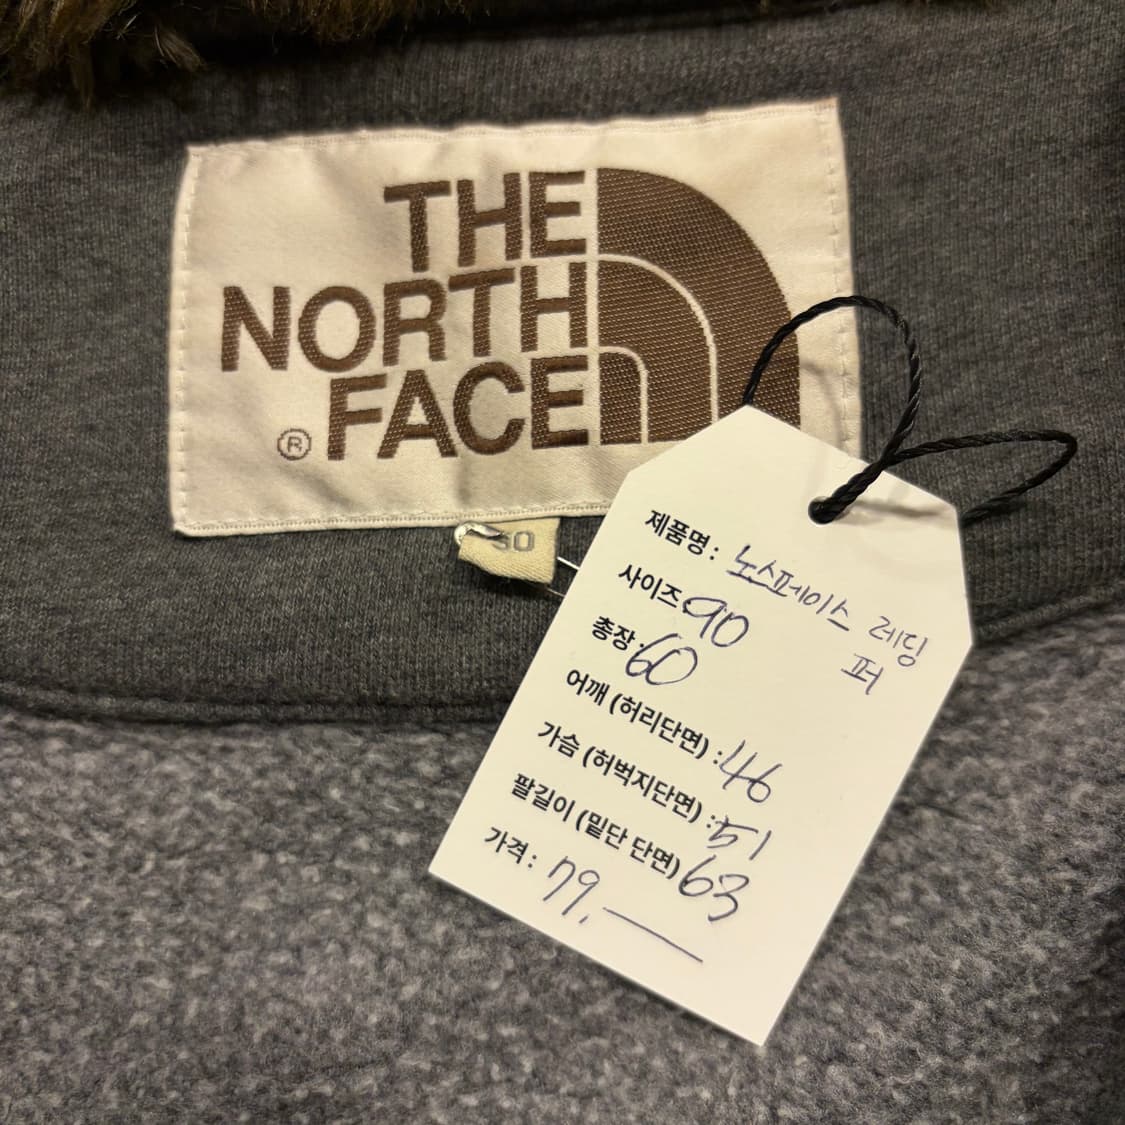 THE
NORTH
FACE
®
제품명 : 노스페이스 레딩
퍼
사이즈 : 90
총장 : 60
어깨 (허리단면) : 46
가슴 (허벅지단면) : 51
팔길이 (밑단 단면) 63
가격 : 79.—